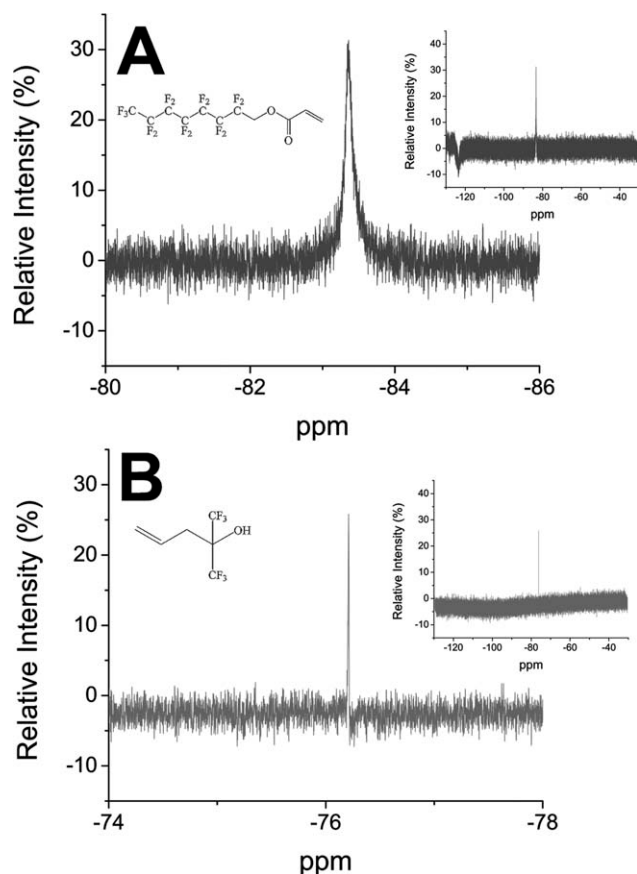 A
Relative Intensity (%)
30
20
10
0
-10
F₂ F₂ F₂
F₃C
O
F₂ F₂ F₂
O
Relative Intensity (%)
40
30
20
10
0
-10
-120 -100 -80 -60 -40
ppm
-80 -82 -84 -86
ppm
B
Relative Intensity (%)
30
20
10
0
-10
CF₃
OH
CF₃
Relative Intensity (%)
40
30
20
10
0
-10
-120 -100 -80 -60 -40
ppm
-74 -76 -78
ppm